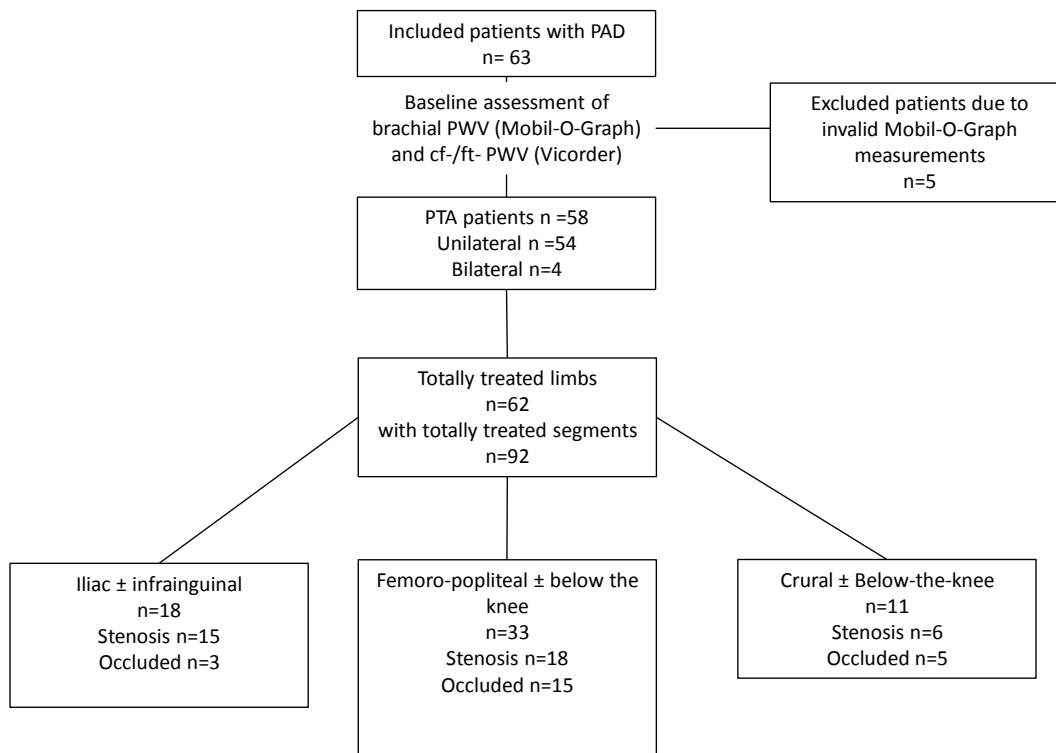 Included patients with PAD
n= 63
Baseline assessment of
brachial PWV (Mobil-O-Graph)
and cf-/ft- PWV (Vicorder)
Excluded patients due to
invalid Mobil-O-Graph
measurements
n=5
PTA patients n =58
Unilateral n =54
Bilateral n=4
Totally treated limbs
n=62
with totally treated segments
n=92
Iliac ± infrainguinal
n=18
Stenosis n=15
Occluded n=3
Femoro-popliteal ± below the
knee
n=33
Stenosis n=18
Occluded n=15
Crural ± Below-the-knee
n=11
Stenosis n=6
Occluded n=5